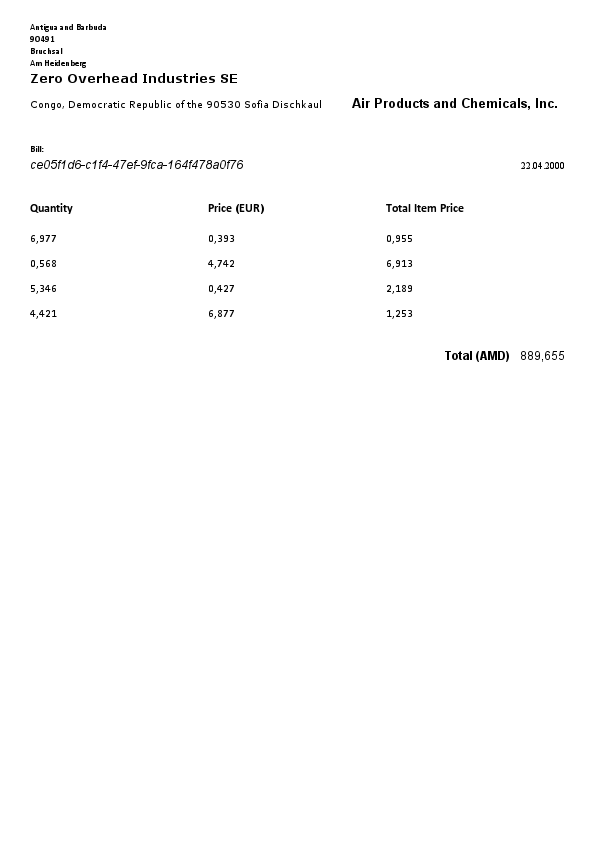 Antigua and Barbuda
90491
Bruchsal
Am Heidenberg
Zero Overhead Industries SE
Congo, Democratic Republic of the 90530 Sofia Dischkaul Air Products and Chemicals, Inc.
Bill:
ce05f1d6-c1f4-47ef-9fca-164f478a0f76 22.04.2000
Quantity Price (EUR) Total Item Price
6,977 0,393 0,955
0,568 4,742 6,913
5,346 0,427 2,189
4,421 6,877 1,253
Total (AMD) 889,655